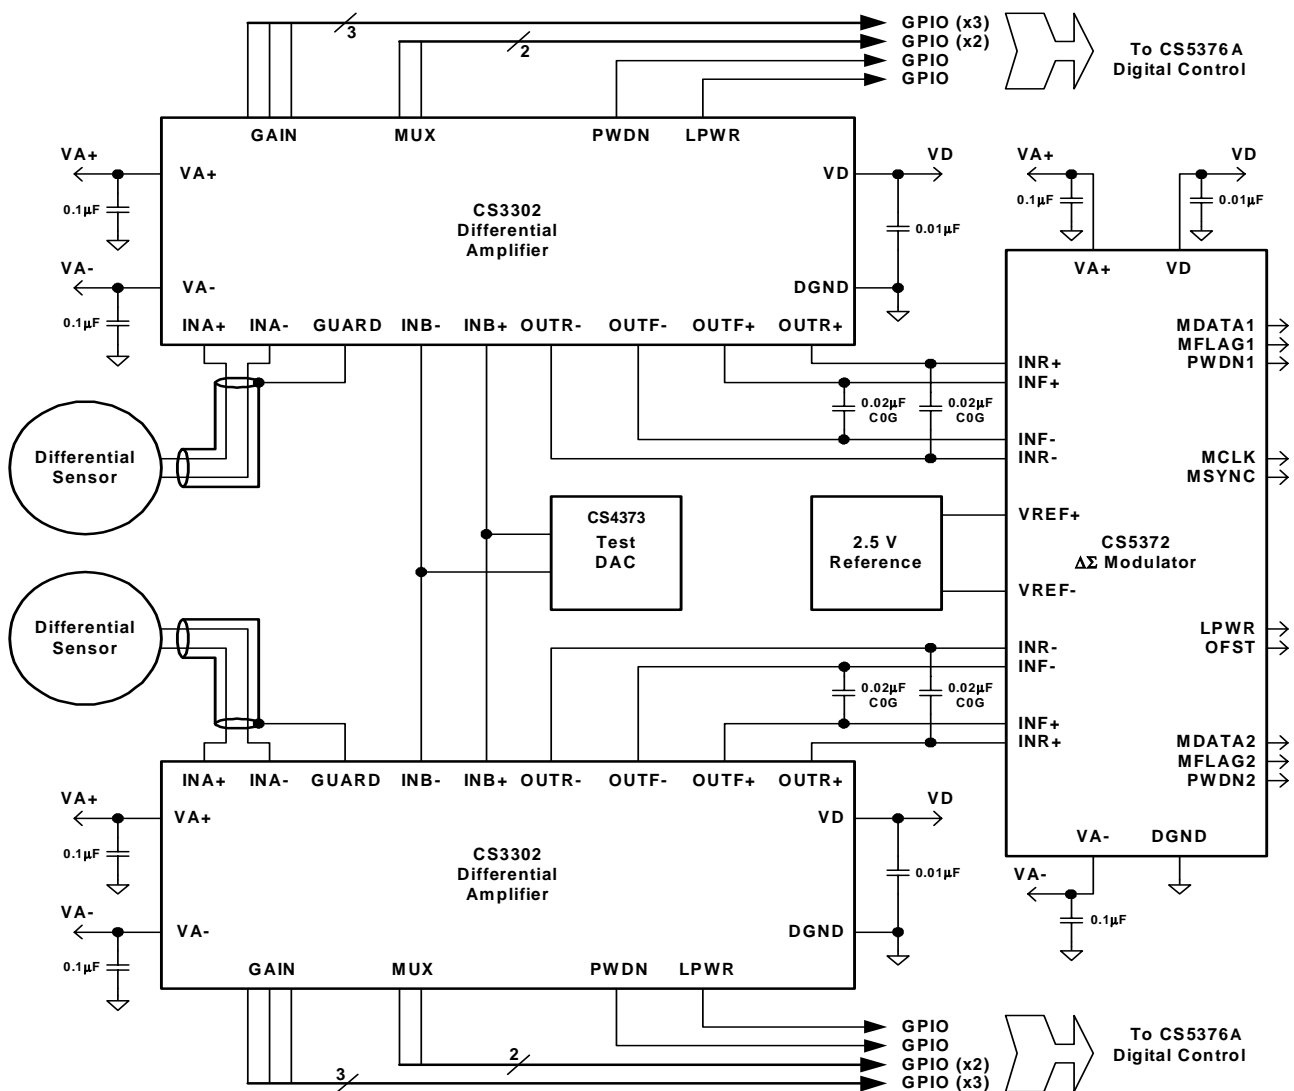 3
GPIO (x3)
2
GPIO (x2)
GPIO
GPIO
To CS5376A
Digital Control
GAIN
MUX
PWDN
LPWR
VA+
VA+
0.1µF
VD
VD
0.01µF
CS3302
Differential
Amplifier
VA-
VA-
0.1µF
DGND
INA+
INA-
GUARD
INB-
INB+
OUTR-
OUTF-
OUTF+
OUTR+
VA+
0.1µF
VD
0.01µF
VA+
VD
MDATA1
MFLAG1
PWDN1
INR+
INF+
0.02µF
C0G
0.02µF
C0G
INF-
INR-
MCLK
MSYNC
Differential
Sensor
CS4373
Test
DAC
2.5 V
Reference
VREF+
CS5372
ΔΣ Modulator
VREF-
Differential
Sensor
LPWR
OFST
INR-
INF-
0.02µF
C0G
0.02µF
C0G
INF+
INR+
MDATA2
MFLAG2
PWDN2
INA+
INA-
GUARD
INB-
INB+
OUTR-
OUTF-
OUTF+
OUTR+
VA+
VA+
0.1µF
VD
VD
0.01µF
CS3302
Differential
Amplifier
VA-
DGND
VA-
0.1µF
VA-
VA-
0.1µF
DGND
GAIN
MUX
PWDN
LPWR
GPIO
GPIO
2
GPIO (x2)
3
GPIO (x3)
To CS5376A
Digital Control